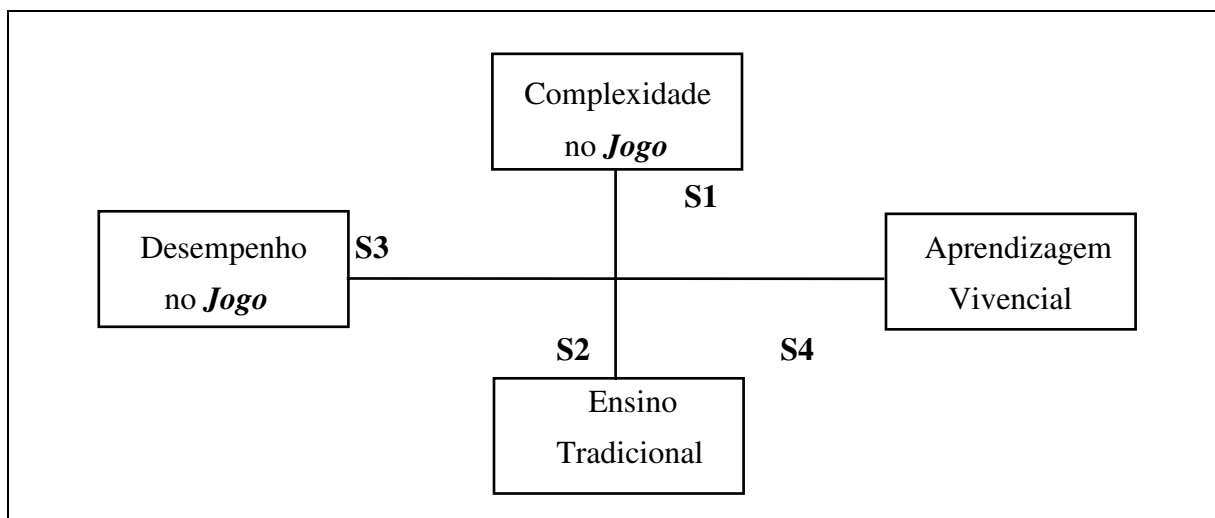 Complexidade
no Jogo
S1
Desempenho
no Jogo
S3
Aprendizagem
Vivencial
S2
S4
Ensino
Tradicional